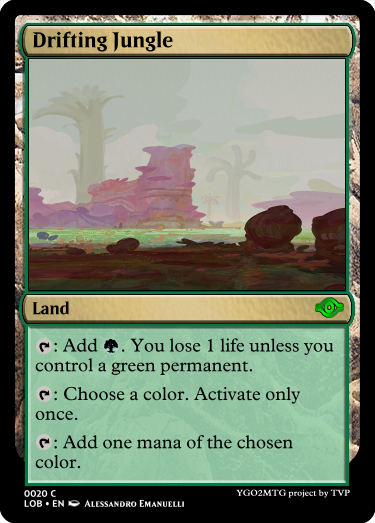 Drifting Jungle
Land
: Add . You lose 1 life unless you
control a green permanent.
: Choose a color. Activate only
once.
: Add one mana of the chosen
color.
0020 C
LOB • EN ALESSANDRO EMANUELLI
YGO2MTG project by TVP